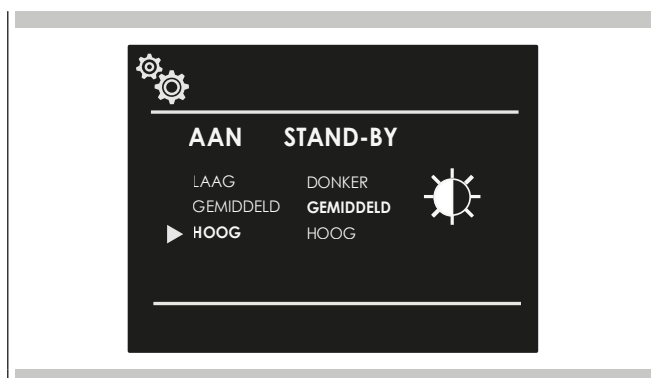 AAN STAND-BY
LAAG DONKER
GEMIDDELD GEMIDDELD
HOOG HOOG